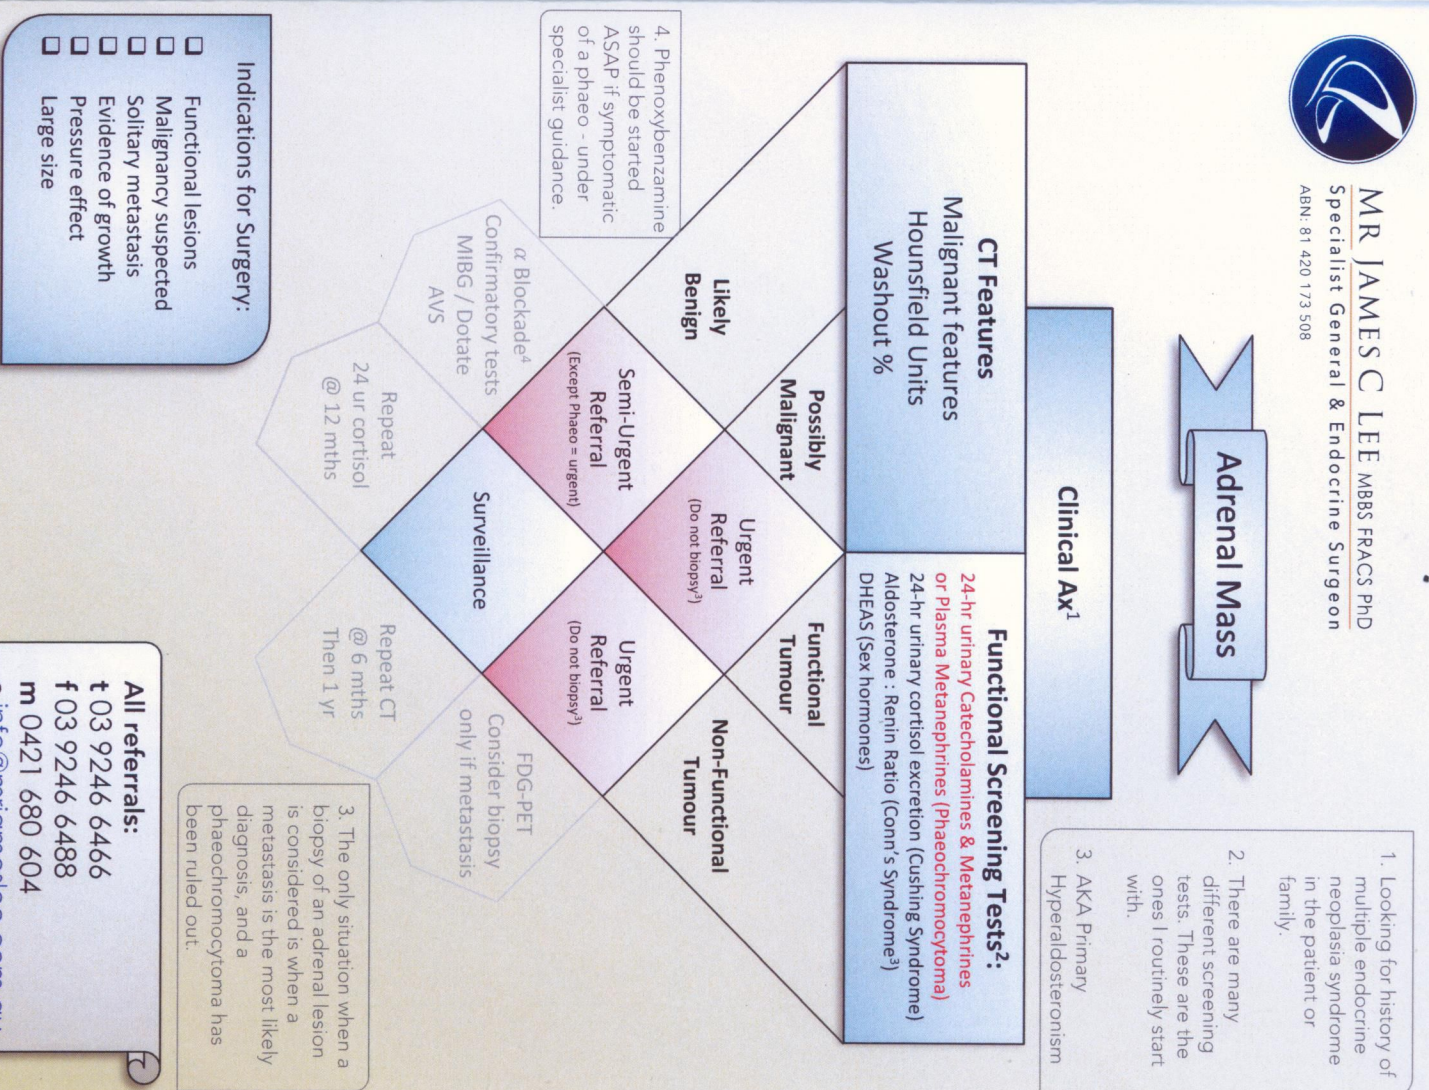 MR JAMES C LEE MBBS FRACS PhD
Specialist General & Endocrine Surgeon
ABN: 81 420 173 508
Adrenal Mass
1. Looking for history of
multiple endocrine
neoplasia syndrome
in the patient or
family.
2. There are many
different screening
tests. These are the
ones I routinely start
with.
3. AKA Primary
Hyperaldosteronism
Clinical Ax¹
CT Features
Malignant features
Hounsfield Units
Washout %
Functional Screening Tests²:
24-hr urinary Catecholamines & Metanephrines
or Plasma Metanephrines (Phaeochromocytoma)
24-hr urinary cortisol excretion (Cushing Syndrome)
Aldosterone : Renin Ratio (Conn's Syndrome³)
DHEAS (Sex hormones)
4. Phenoxybenzamine
should be started
ASAP if symptomatic
of a phaeo - under
specialist guidance.
Likely
Benign
Possibly
Malignant
Functional
Tumour
Non-Functional
Tumour
Urgent
Referral
(Do not biopsy³)
Semi-Urgent
Referral
(Except Phaeo = urgent)
Urgent
Referral
(Do not biopsy³)
Surveillance
α Blockade⁴
Confirmatory tests
MIBG / Dotate
AVS
FDG-PET
Consider biopsy
only if metastasis
Repeat
24 ur cortisol
@ 12 mths
Repeat CT
@ 6 mths
Then 1 yr
3. The only situation when a
biopsy of an adrenal lesion
is considered is when a
metastasis is the most likely
diagnosis, and a
phaeochromocytoma has
been ruled out.
Indications for Surgery:
❑ Functional lesions
❑ Malignancy suspected
❑ Solitary metastasis
❑ Evidence of growth
❑ Pressure effect
❑ Large size
All referrals:
t 03 9246 6466
f 03 9246 6488
m 0421 680 604